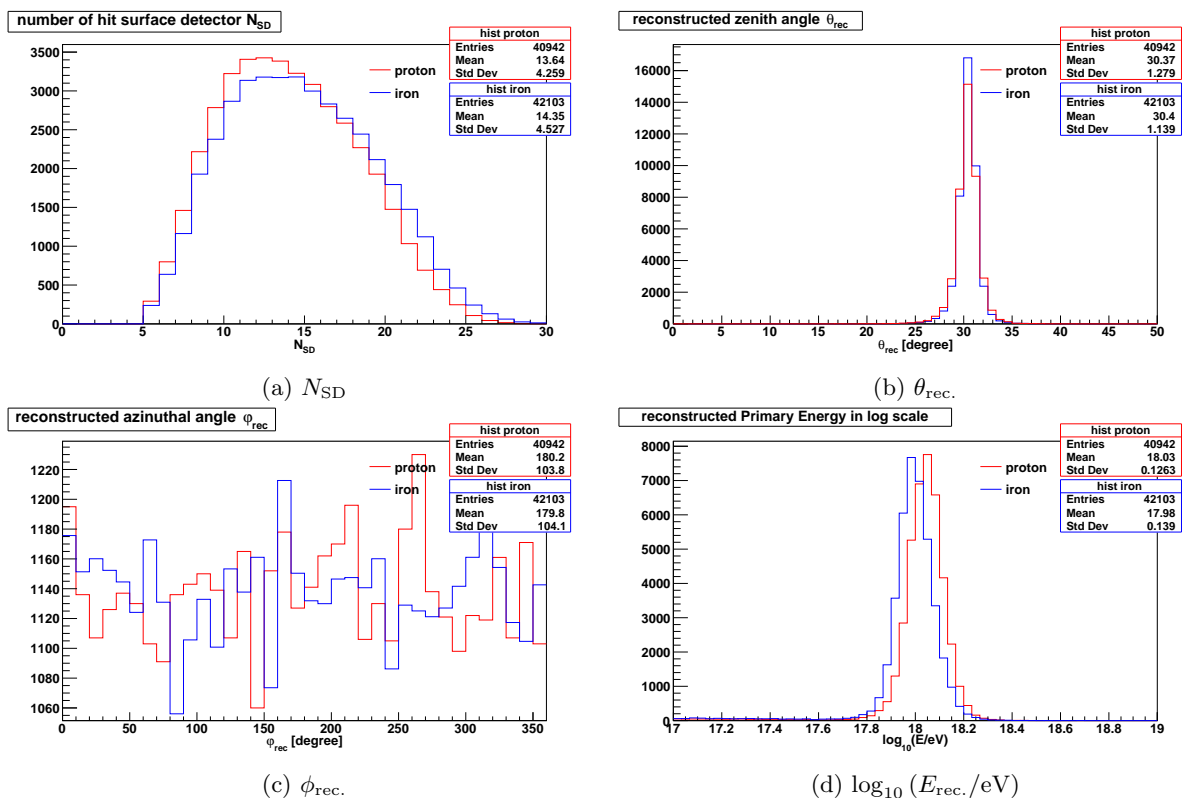 number of hit surface detector N_SD
hist proton
Entries 40942
Mean 13.64
Std Dev 4.259
hist iron
Entries 42103
Mean 14.35
Std Dev 4.527
proton
iron
3500
3000
2500
2000
1500
1000
500
0
0 5 10 15 20 25 30
N_SD
(a) N_SD
reconstructed zenith angle θ_rec
hist proton
Entries 40942
Mean 30.37
Std Dev 1.279
hist iron
Entries 42103
Mean 30.4
Std Dev 1.139
proton
iron
16000
14000
12000
10000
8000
6000
4000
2000
0
0 5 10 15 20 25 30 35 40 45 50
θ_rec [degree]
(b) θ_rec.
reconstructed azinuthal angle φ_rec
hist proton
Entries 40942
Mean 180.2
Std Dev 103.8
hist iron
Entries 42103
Mean 179.8
Std Dev 104.1
proton
iron
1220
1200
1180
1160
1140
1120
1100
1080
1060
0 50 100 150 200 250 300 350
φ_rec [degree]
(c) ϕ_rec.
reconstructed Primary Energy in log scale
hist proton
Entries 40942
Mean 18.03
Std Dev 0.1263
hist iron
Entries 42103
Mean 17.98
Std Dev 0.139
proton
iron
8000
7000
6000
5000
4000
3000
2000
1000
0
17 17.2 17.4 17.6 17.8 18 18.2 18.4 18.6 18.8 19
log_10(E/eV)
(d) log_10 (E_rec./eV)